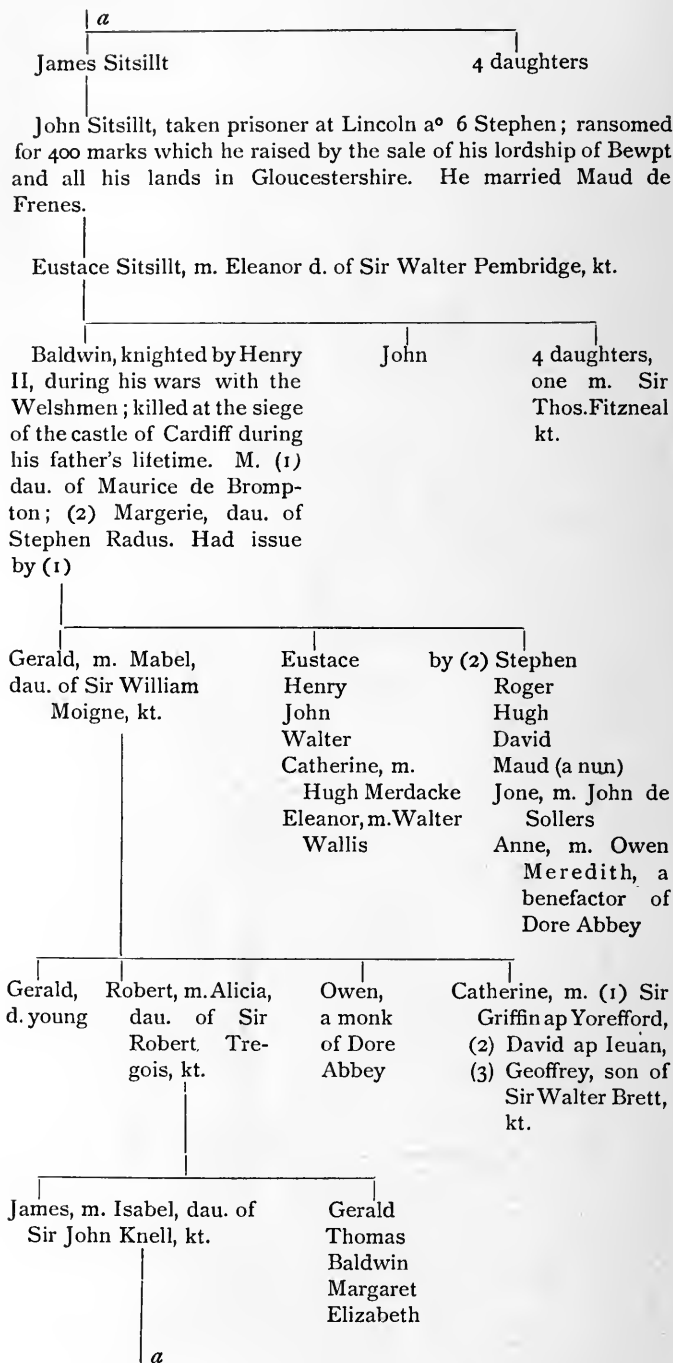 a
James Sitsillt 4 daughters
John Sitsillt, taken prisoner at Lincoln aº 6 Stephen; ransomed
for 400 marks which he raised by the sale of his lordship of Bewpt
and all his lands in Gloucestershire. He married Maud de
Frenes.
Eustace Sitsillt, m. Eleanor d. of Sir Walter Pembridge, kt.
Baldwin, knighted by Henry
II, during his wars with the
Welshmen; killed at the siege
of the castle of Cardiff during
his father's lifetime. M. (1)
dau. of Maurice de Bromp-
ton; (2) Margerie, dau. of
Stephen Radus. Had issue
by (1)
John
4 daughters,
one m. Sir
Thos. Fitzneal
kt.
Gerald, m. Mabel,
dau. of Sir William
Moigne, kt.
Eustace
Henry
John
Walter
Catherine, m.
Hugh Merdacke
Eleanor, m. Walter
Wallis
by (2) Stephen
Roger
Hugh
David
Maud (a nun)
Jone, m. John de
Sollers
Anne, m. Owen
Meredith, a
benefactor of
Dore Abbey
Gerald,
d. young
Robert, m. Alicia,
dau. of Sir
Robert Tre-
gois, kt.
Owen,
a monk
of Dore
Abbey
Catherine, m. (1) Sir
Griffin ap Yorefford,
(2) David ap Ieuàn,
(3) Geoffrey, son of
Sir Walter Brett,
kt.
James, m. Isabel, dau. of
Sir John Knell, kt.
Gerald
Thomas
Baldwin
Margaret
Elizabeth
a